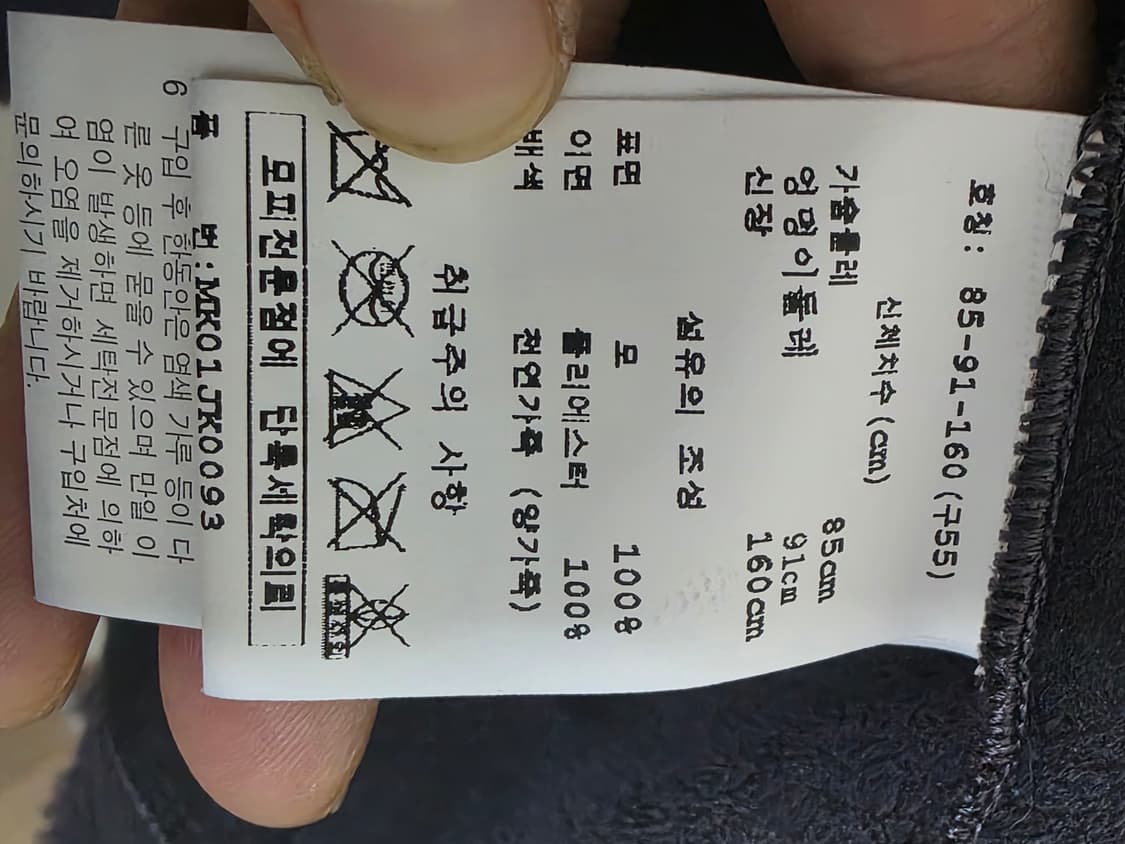 호칭: 85-91-160(구55)
신체치수(cm)
가슴둘레 85cm
엉덩이둘레 91cm
신장 160cm
섬유의 조성
표면 모 100%
이면 폴리에스터 100%
배색 천연가죽 (양가죽)
취급주의 사항
모피전문점에 단독세탁의뢰
품 번:MK01JK0093
6 구입 후 한동안은 염색 가루 등이 다
른 옷 등에 묻을 수 있으며 만일 이
염이 발생하면 세탁전문점에 의하
여 오염을 제거하시거나 구입처에
문의하시기 바랍니다.